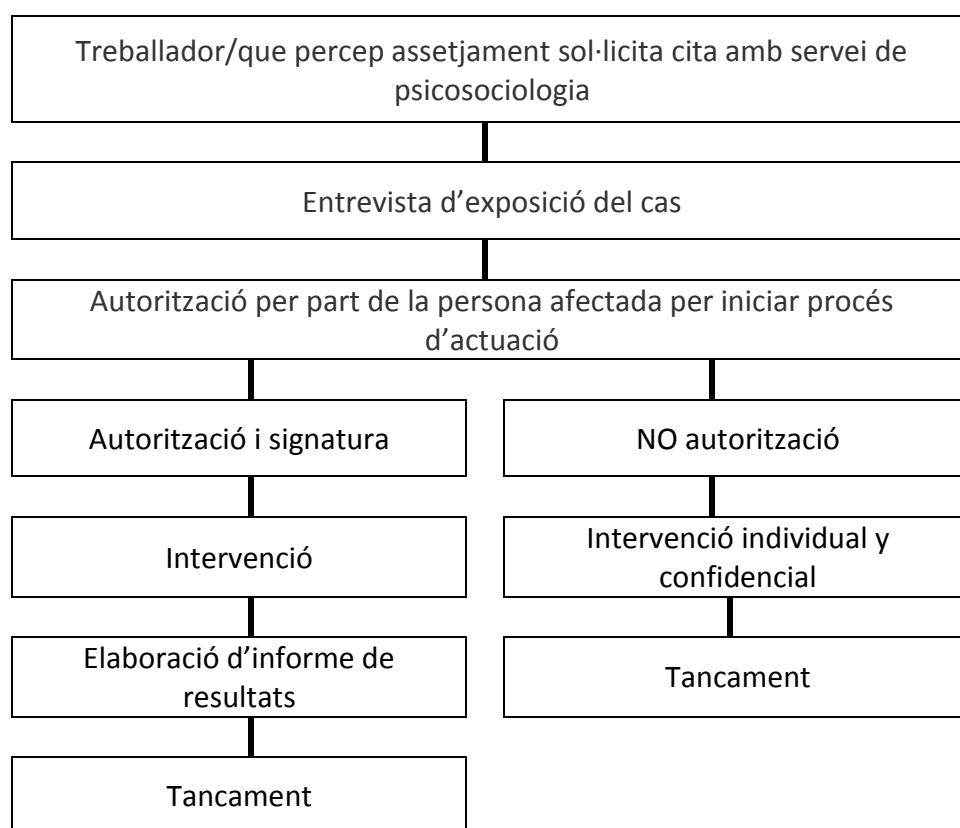 Treballador/que percep assetjament sol·licita cita amb servei de
psicosociologia
Entrevista d’exposició del cas
Autorització per part de la persona afectada per iniciar procés
d’actuació
Autorització i signatura
NO autorització
Intervenció
Intervenció individual y
confidencial
Elaboració d’informe de
resultats
Tancament
Tancament